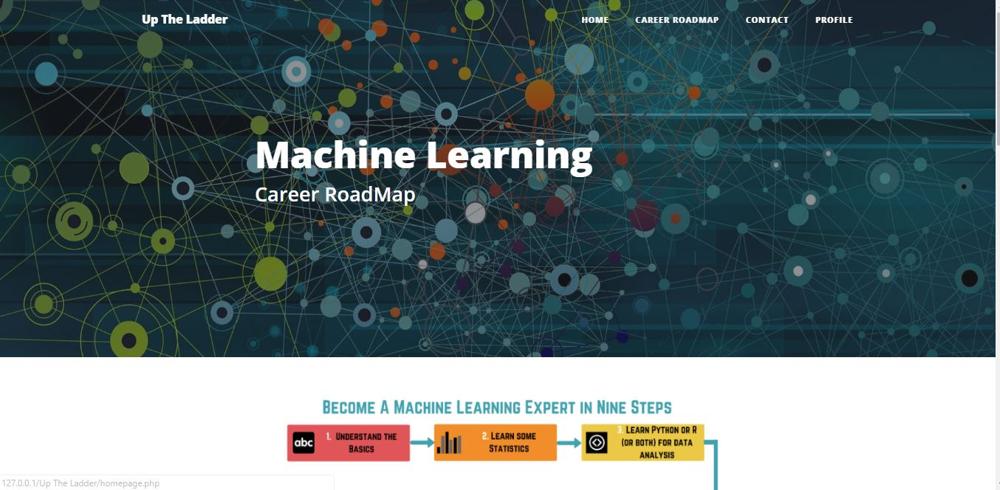 Up The Ladder
HOME CAREER ROADMAP CONTACT PROFILE
Machine Learning
Career RoadMap
BECOME A MACHINE LEARNING EXPERT IN NINE STEPS
abc
1. UNDERSTAND THE
BASICS
2. LEARN SOME
STATISTICS
3. LEARN PYTHON OR R
(OR BOTH) FOR DATA
ANALYSIS
127.0.0.1/Up The Ladder/homepage.php